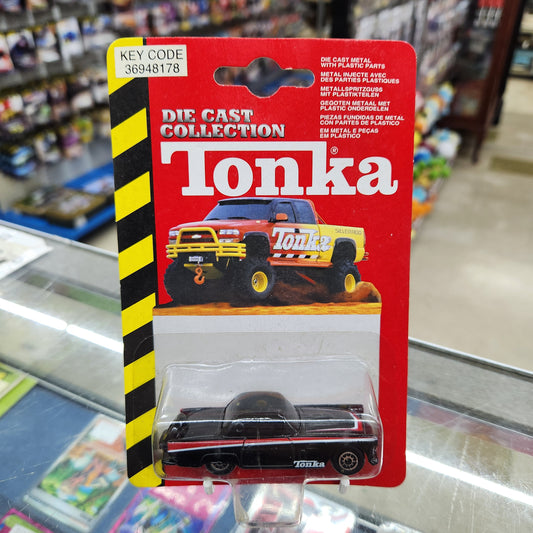 KEY CODE
36948178
DIE CAST METAL
WITH PLASTIC PARTS
METAL INJECTE AVEC
DES PARTIES PLASTIQUES
METALLSPRITZGUSS
MIT PLASTIKTEILEN
GEGOTEN METAAL MET
PLASTIC ONDERDELEN
PIEZAS FUNDIDAS DE METAL
CON PARTES DE PLASTICO
EM METAL E PEÇAS
EM PLASTICO
DIE CAST
COLLECTION
Tonka®
Tonka
SILVERADO
Tonka